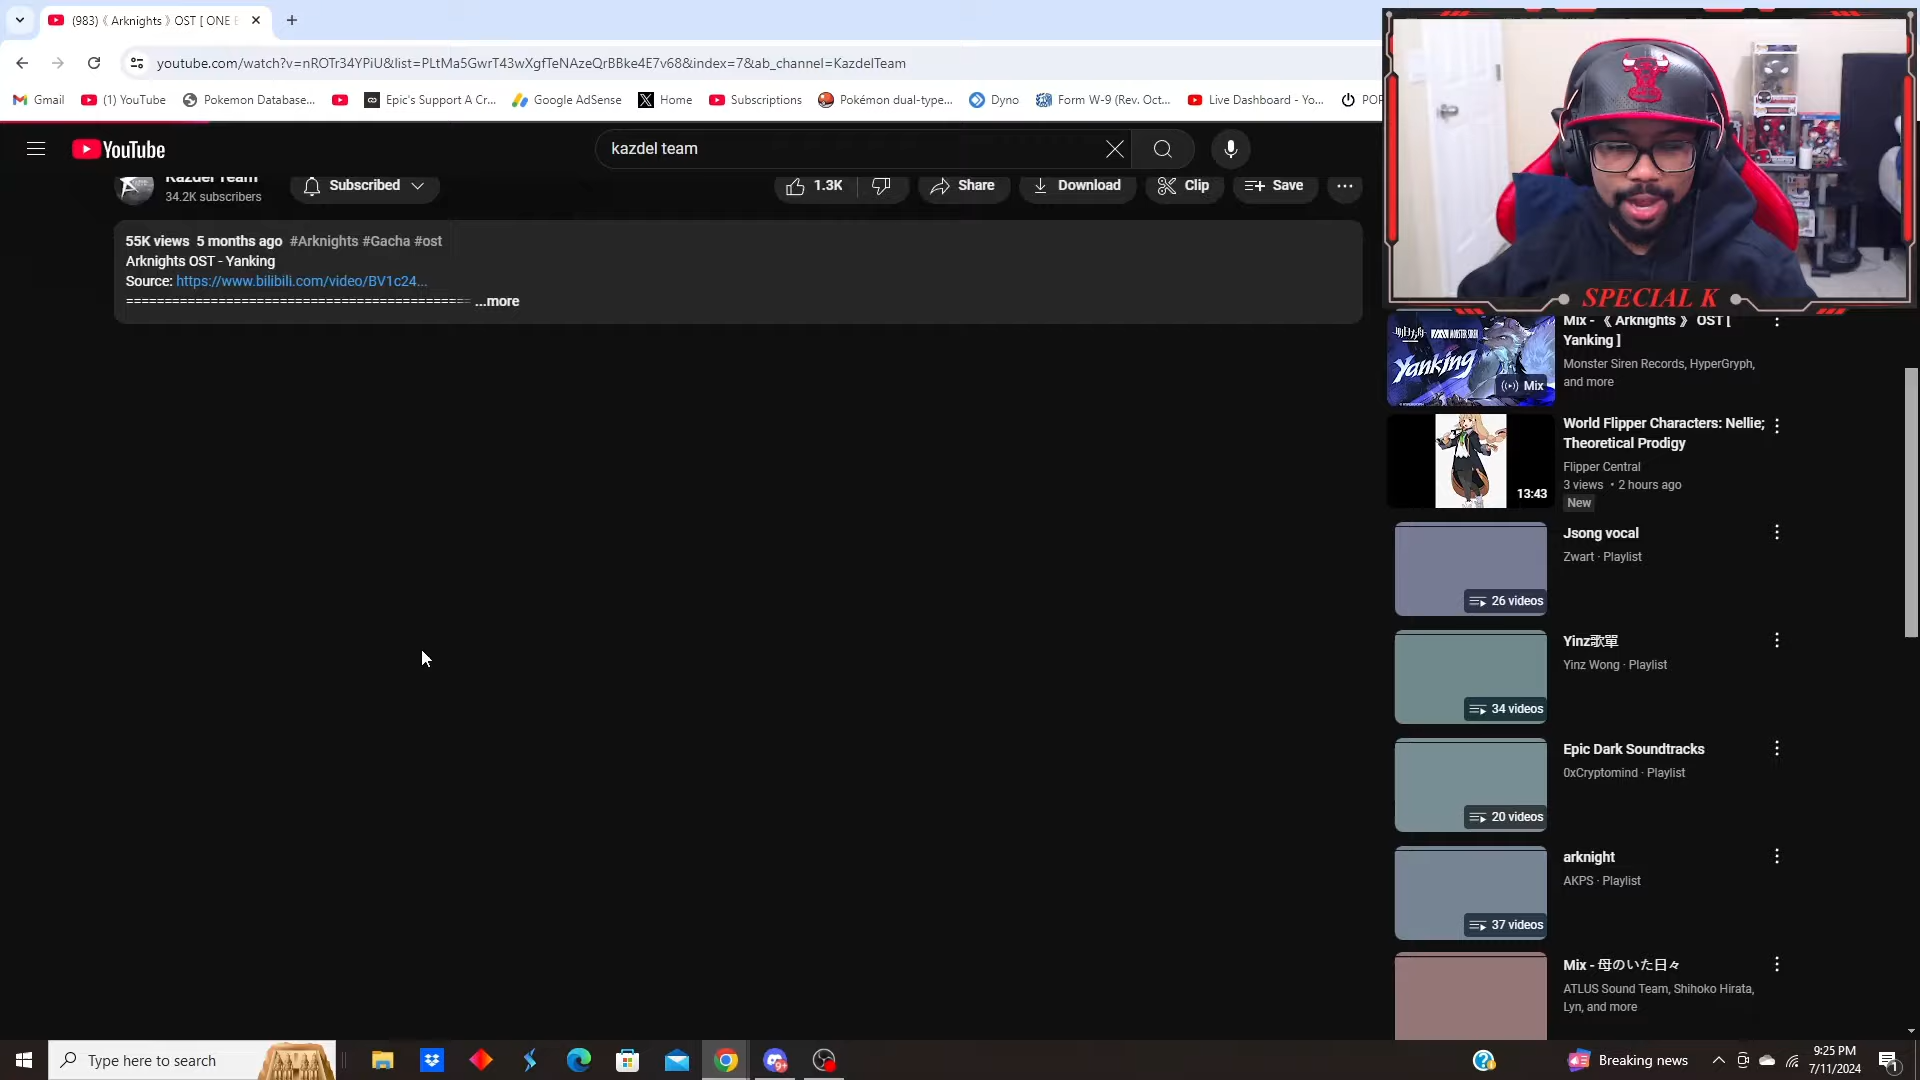 (983)《 Arknights 》OST [ ONE
youtube.com/watch?v=nROTr34YPiU&list=PLtMa5GwrT43wXgfTeNAzeQrBBke4E7v68&index=7&ab_channel=KazdelTeam
Gmail
(1) YouTube
Pokemon Database...
Epic's Support A Cr...
Google AdSense
Home
Subscriptions
Pokémon dual-type...
Dyno
Form W-9 (Rev. Oct...
Live Dashboard - Yo...
YouTube
kazdel team
Kazdel Team
34.2K subscribers
Subscribed
1.3K
Share
Download
Clip
Save
55K views 5 months ago #Arknights #Gacha #ost
Arknights OST - Yanking
Source: https://www.bilibili.com/video/BV1c24...
...more
SPECIAL K
Yanking
Mix
Mix - 《 Arknights 》 OST [
Yanking ]
Monster Siren Records, HyperGryph,
and more
13:43
World Flipper Characters: Nellie;
Theoretical Prodigy
Flipper Central
3 views • 2 hours ago
New
26 videos
Jsong vocal
Zwart · Playlist
34 videos
Yinz歌單
Yinz Wong · Playlist
20 videos
Epic Dark Soundtracks
0xCryptomind · Playlist
37 videos
arknight
AKPS · Playlist
Mix - 母のいた日々
ATLUS Sound Team, Shihoko Hirata,
Lyn, and more
Type here to search
Breaking news
9:25 PM
7/11/2024